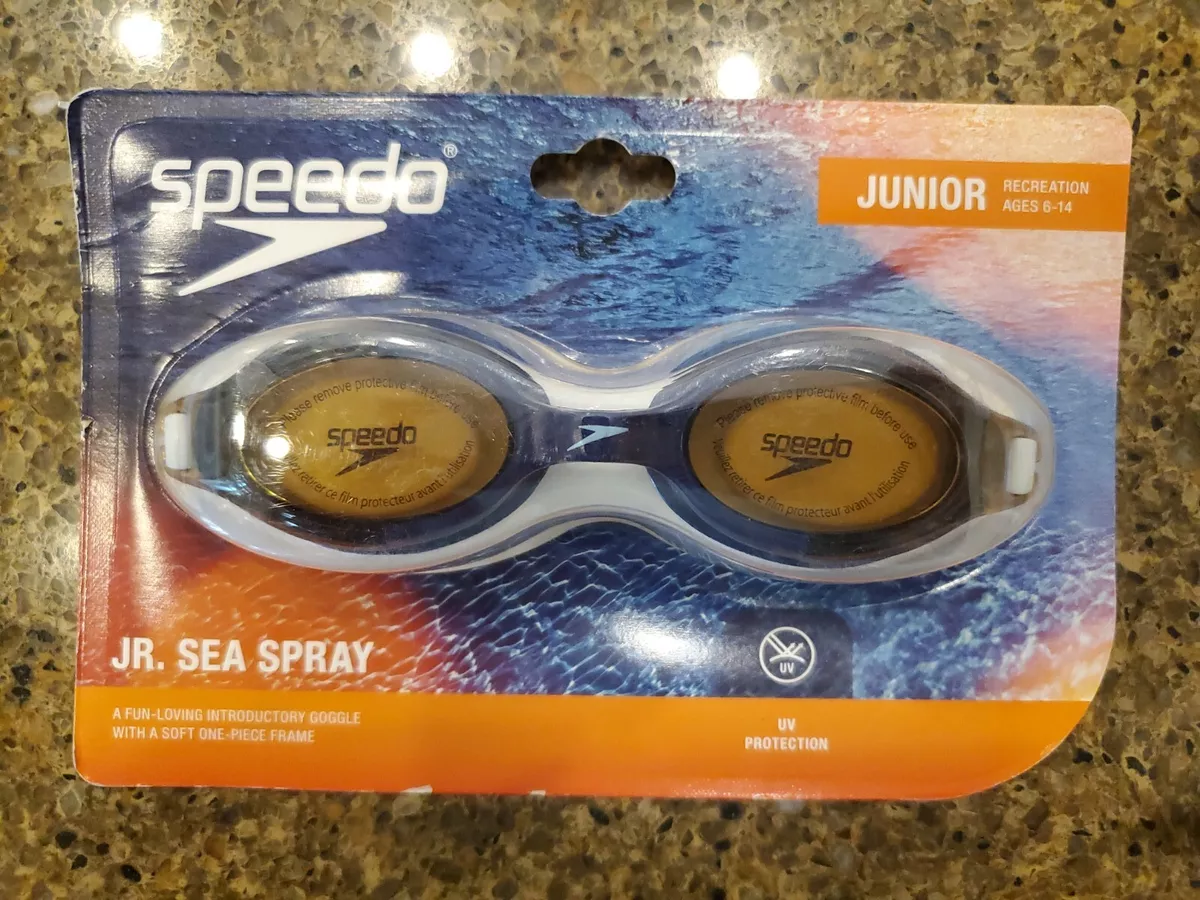 speedo®
JUNIOR
RECREATION
AGES 6-14
Please remove protective film before use
speedo
Veuillez retirer ce film protecteur avant l'utilisation
Please remove protective film before use
speedo
Veuillez retirer ce film protecteur avant l'utilisation
JR. SEA SPRAY
UV
A FUN-LOVING INTRODUCTORY GOGGLE
WITH A SOFT ONE-PIECE FRAME
UV
PROTECTION